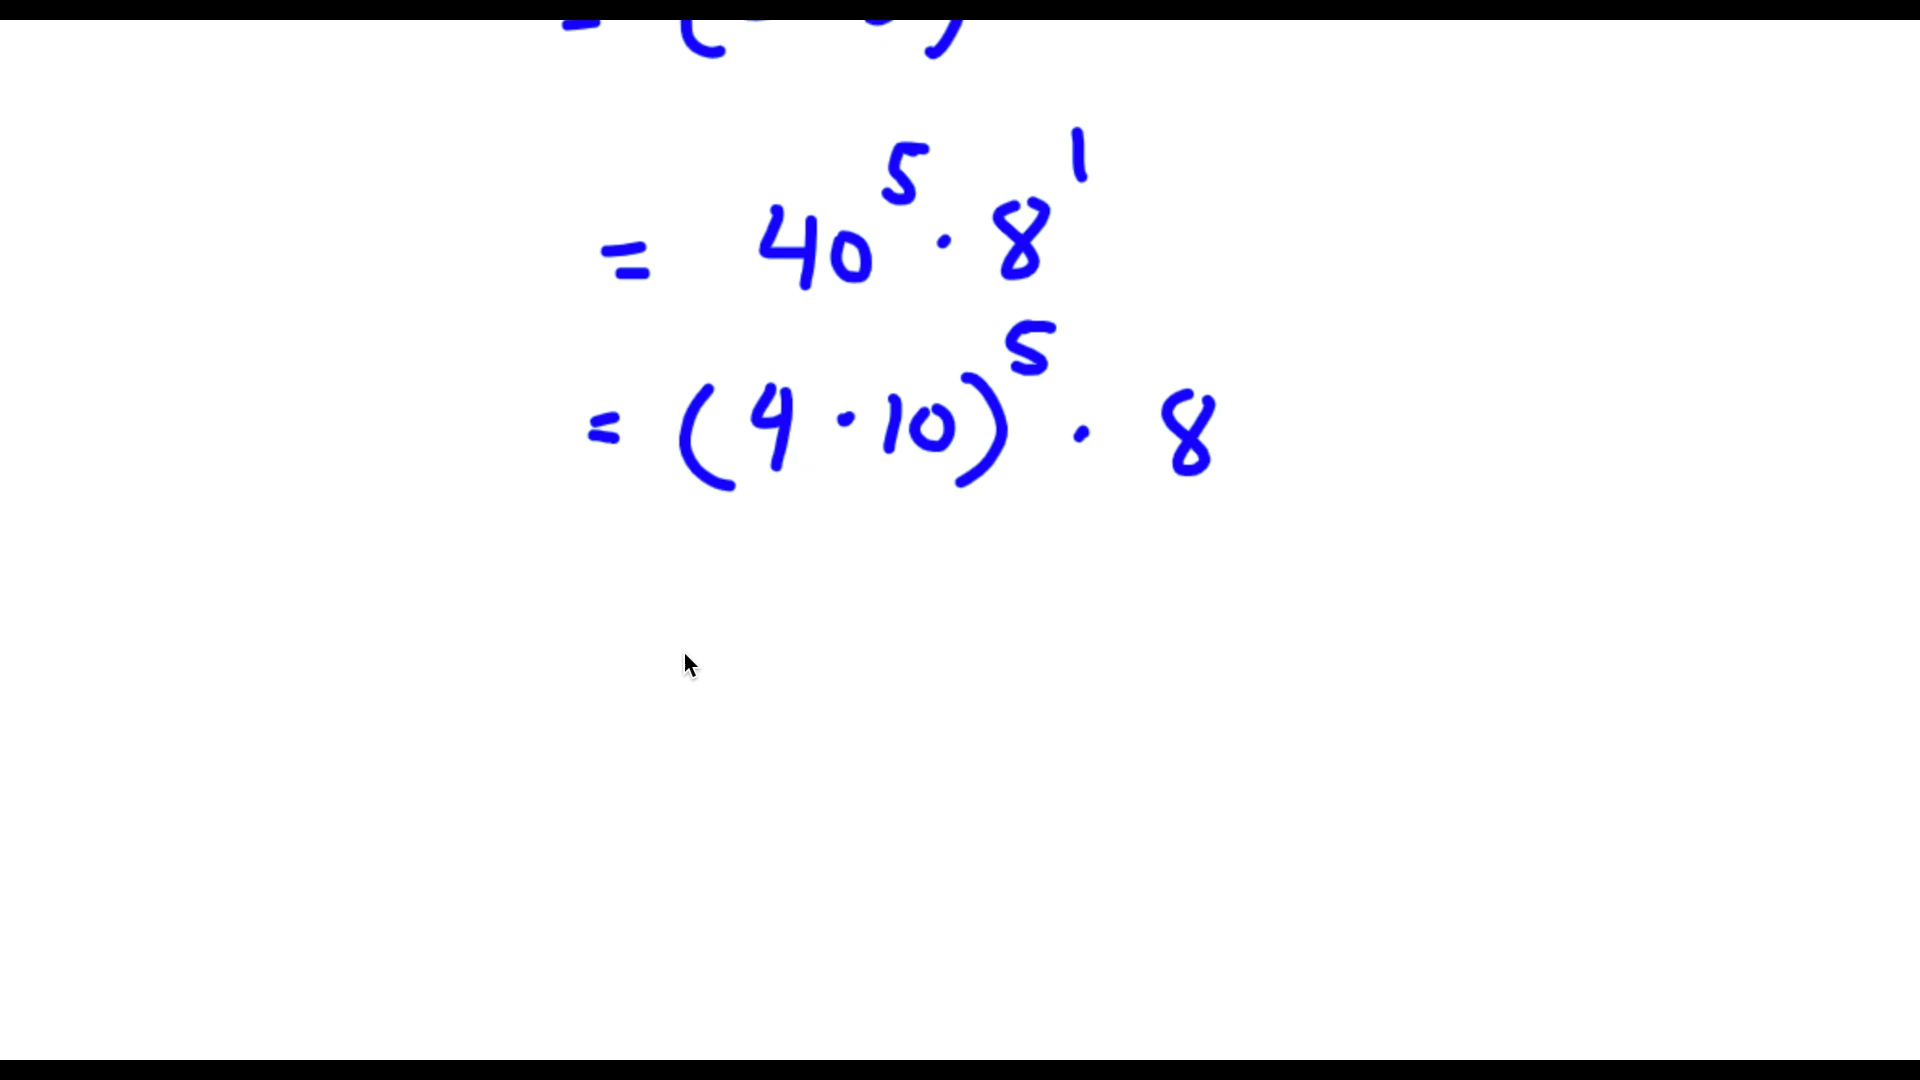 = (
= 40⁵ · 8¹
= (4 · 10)⁵ · 8